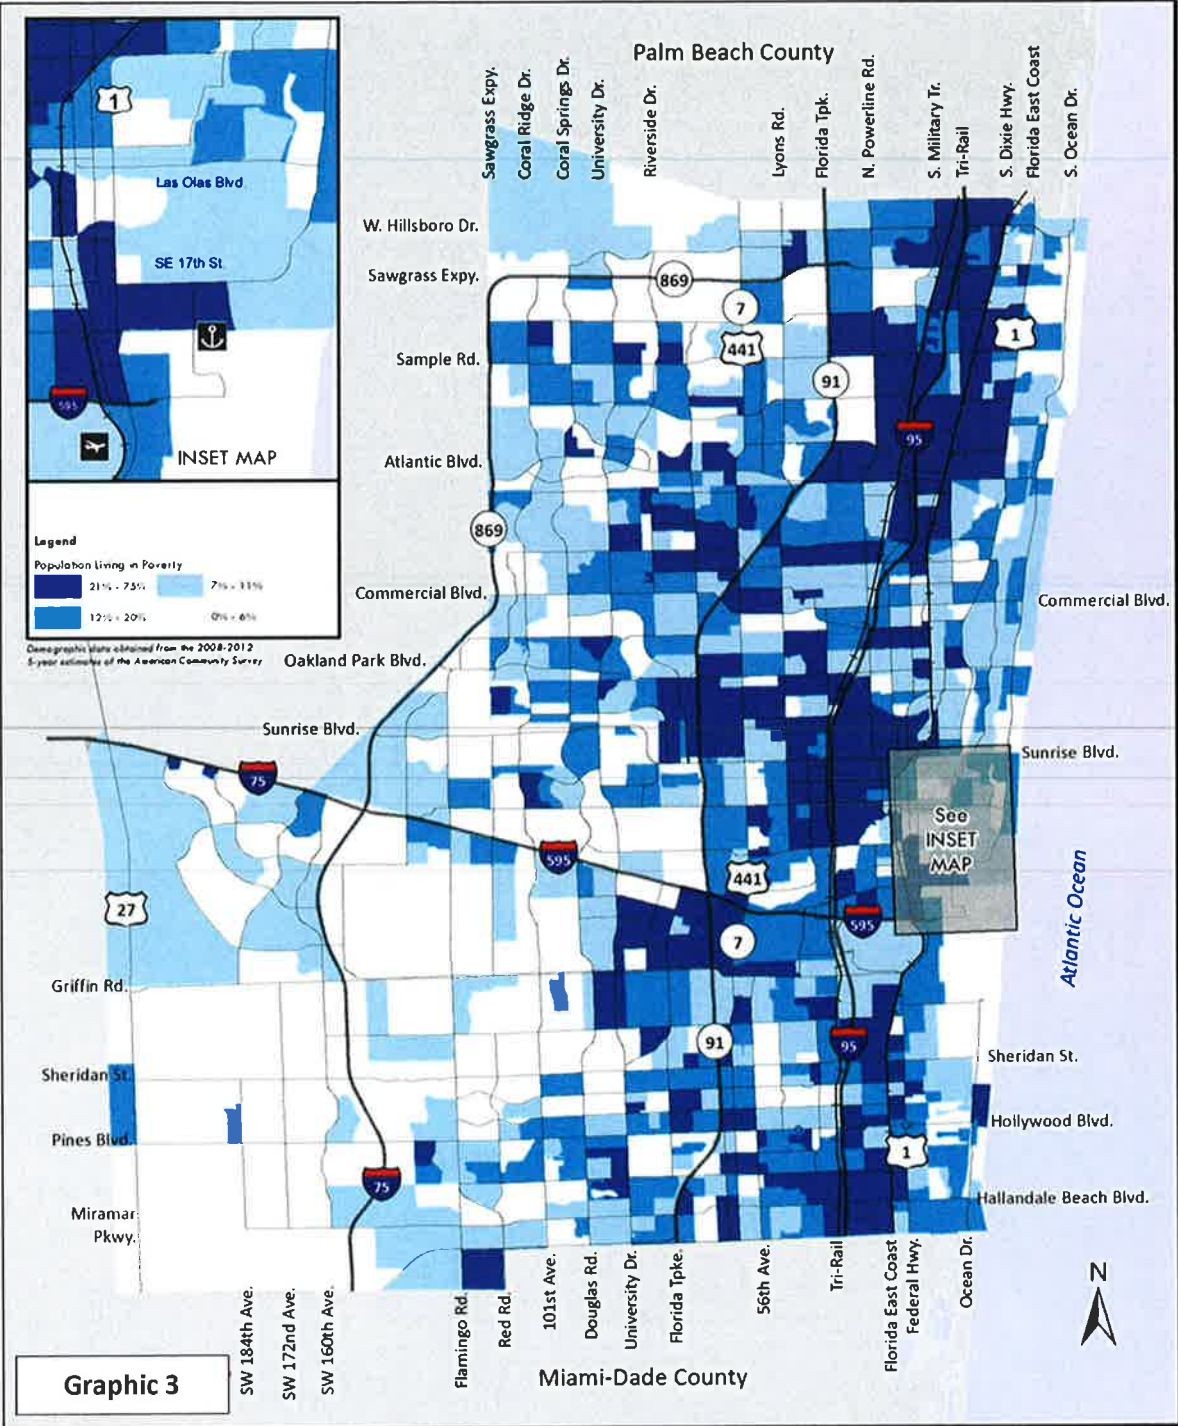 Palm Beach County
Sawgrass Expy.
Coral Ridge Dr.
Coral Springs Dr.
University Dr.
Riverside Dr.
Lyons Rd.
Florida Tpk.
N. Powerline Rd.
S. Military Tr.
Tri-Rail
S. Dixie Hwy.
Florida East Coast
S. Ocean Dr.
1
Las Olas Blvd
SE 17th St.
595
INSET MAP
Legend
Population Living in Poverty
21% - 75%
7% - 11%
12% - 20%
0% - 6%
Demographic data obtained from the 2008-2012
5-year estimates of the American Community Survey
W. Hillsboro Dr.
Sawgrass Expy.
869
7
441
1
Sample Rd.
91
95
Atlantic Blvd.
869
Commercial Blvd.
Commercial Blvd.
Oakland Park Blvd.
Sunrise Blvd.
Sunrise Blvd.
75
See
INSET
MAP
595
441
27
595
7
Atlantic Ocean
Griffin Rd.
91
95
Sheridan St.
Sheridan St.
Hollywood Blvd.
Pines Blvd.
1
75
Hallandale Beach Blvd.
Miramar
Pkwy.
SW 184th Ave.
SW 172nd Ave.
SW 160th Ave.
Flamingo Rd.
Red Rd.
101st Ave.
Douglas Rd.
University Dr.
Florida Tpke.
56th Ave.
Tri-Rail
Florida East Coast
Federal Hwy.
Ocean Dr.
N
Miami-Dade County
Graphic 3